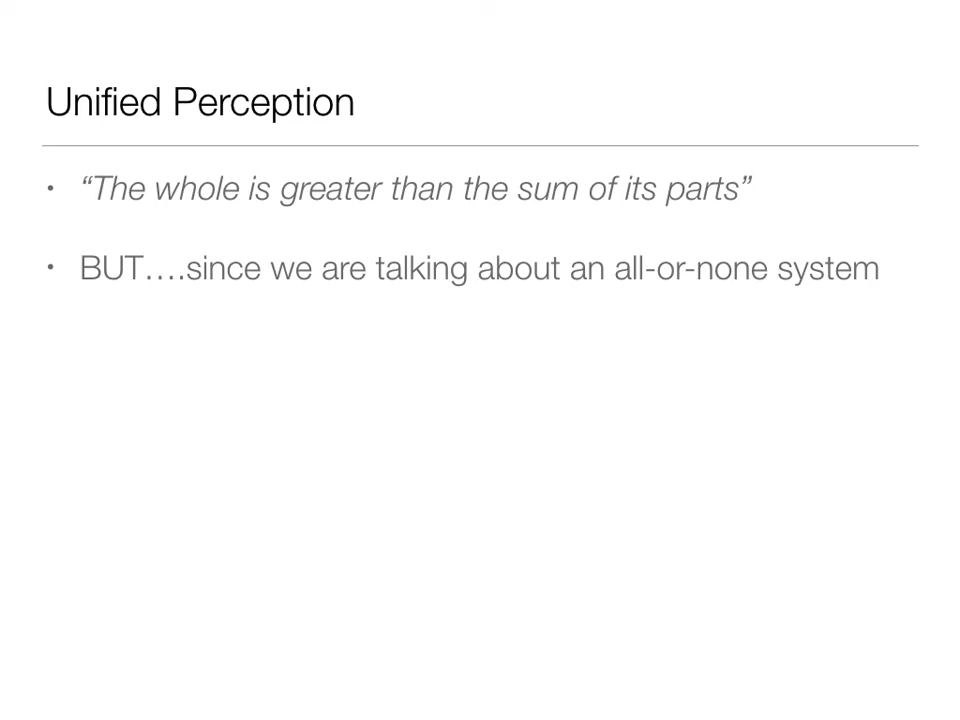 Unified Perception
• “The whole is greater than the sum of its parts”
• BUT….since we are talking about an all-or-none system